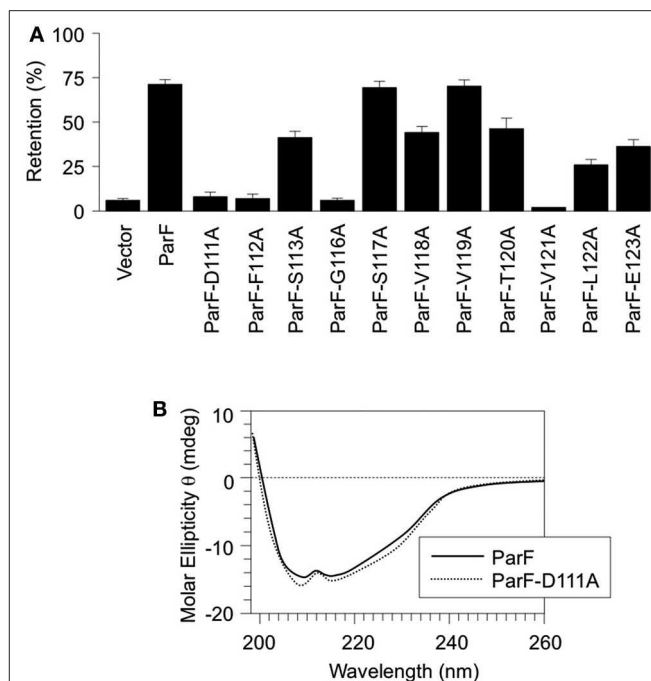 A
100
75
50
25
0
Retention (%)
Vector
ParF
ParF-D111A
ParF-F112A
ParF-S113A
ParF-G116A
ParF-S117A
ParF-V118A
ParF-V119A
ParF-T120A
ParF-V121A
ParF-L122A
ParF-E123A
B
10
0
-10
-20
Molar Ellipticity θ (mdeg)
ParF
ParF-D111A
200
220
240
260
Wavelength (nm)